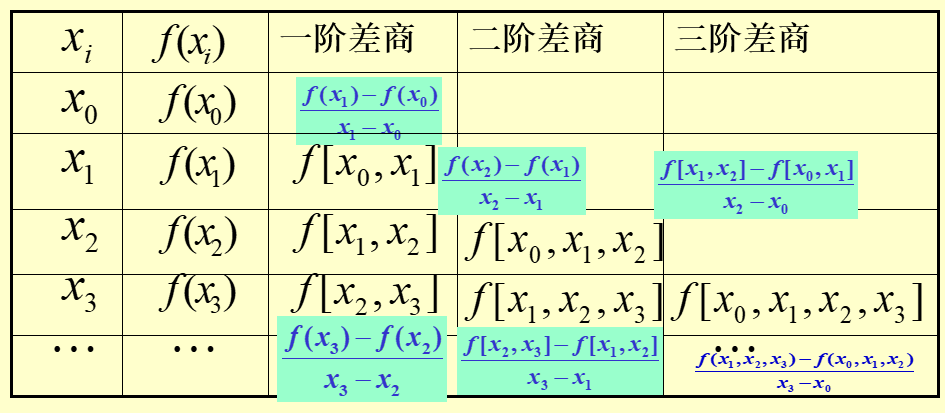 x_i f(x_i) 一阶差商 二阶差商 三阶差商
x_0 f(x_0) \frac{f(x_1)-f(x_0)}{x_1-x_0}
x_1 f(x_1) f[x_0,x_1] \frac{f(x_2)-f(x_1)}{x_2-x_1} \frac{f[x_1,x_2]-f[x_0,x_1]}{x_2-x_0}
x_2 f(x_2) f[x_1,x_2] f[x_0,x_1,x_2]
x_3 f(x_3) f[x_2,x_3] f[x_1,x_2,x_3] f[x_0,x_1,x_2,x_3]
… … \frac{f(x_3)-f(x_2)}{x_3-x_2} \frac{f[x_2,x_3]-f[x_1,x_2]}{x_3-x_1} … \frac{f(x_1,x_2,x_3)-f(x_0,x_1,x_2)}{x_3-x_0}